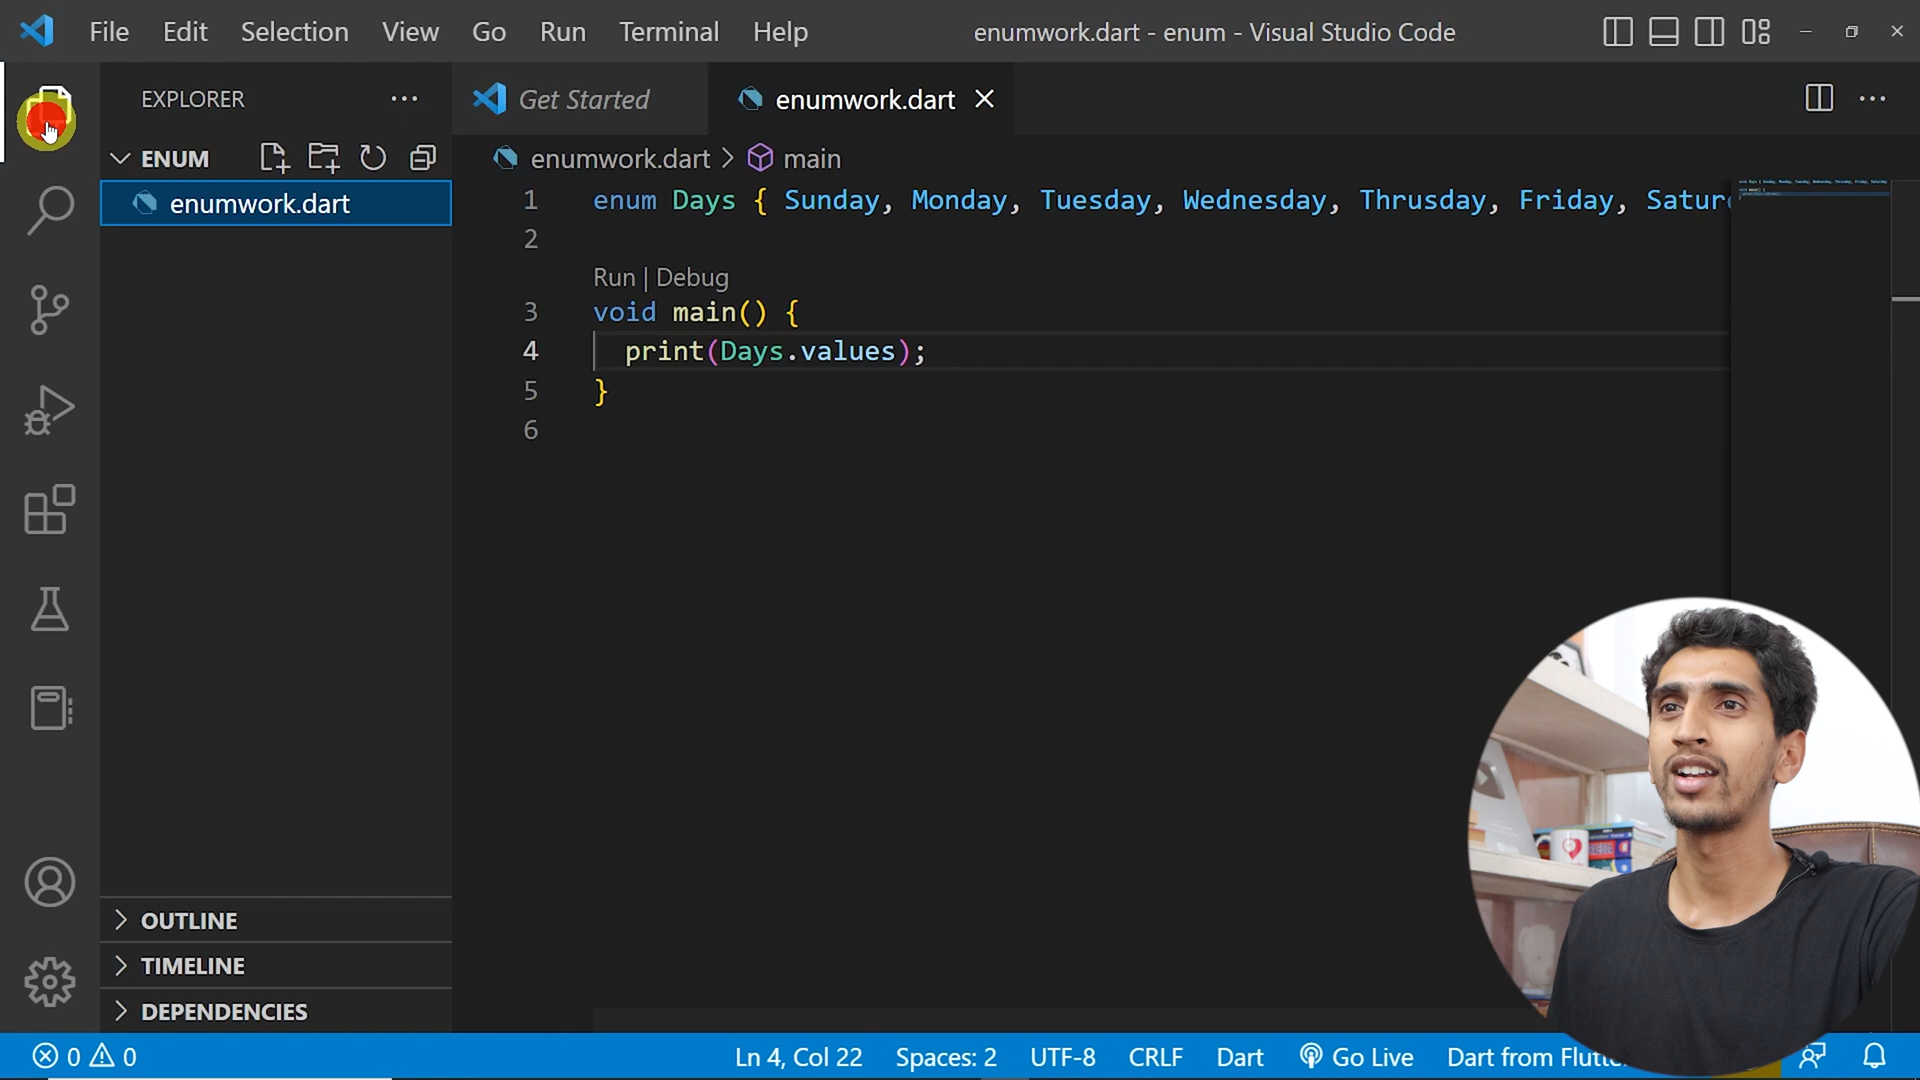 File Edit Selection View Go Run Terminal Help enumwork.dart - enum - Visual Studio Code
EXPLORER Get Started enumwork.dart
ENUM enumwork.dart > main
enumwork.dart
1 enum Days { Sunday, Monday, Tuesday, Wednesday, Thrusday, Friday, Satur
2
Run | Debug
3 void main() {
4 print(Days.values);
5 }
6
OUTLINE
TIMELINE
DEPENDENCIES
0 0 Ln 4, Col 22 Spaces: 2 UTF-8 CRLF Dart Go Live Dart from Flutt